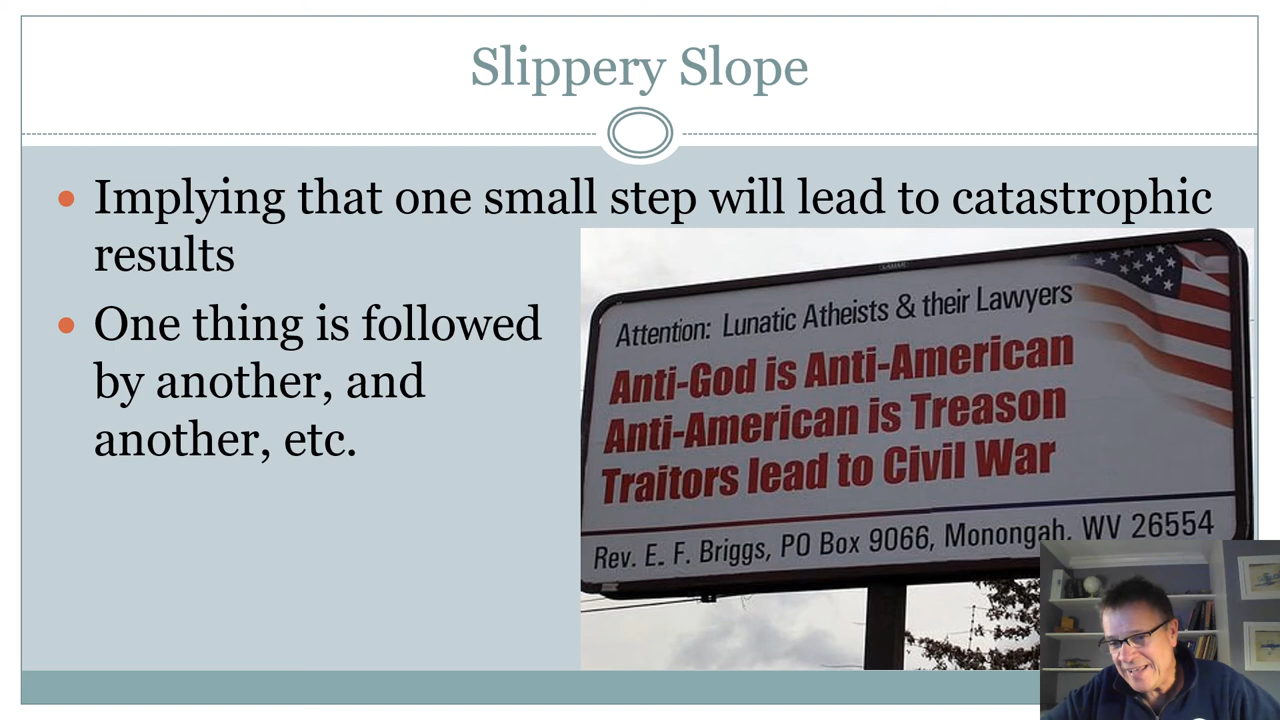 Slippery Slope
Implying that one small step will lead to catastrophic
results
One thing is followed
by another, and
another, etc.
LAMAR
Attention: Lunatic Atheists & their Lawyers
Anti-God is Anti-American
Anti-American is Treason
Traitors lead to Civil War
Rev. E. F. Briggs, PO Box 9066, Monongah, WV 26554